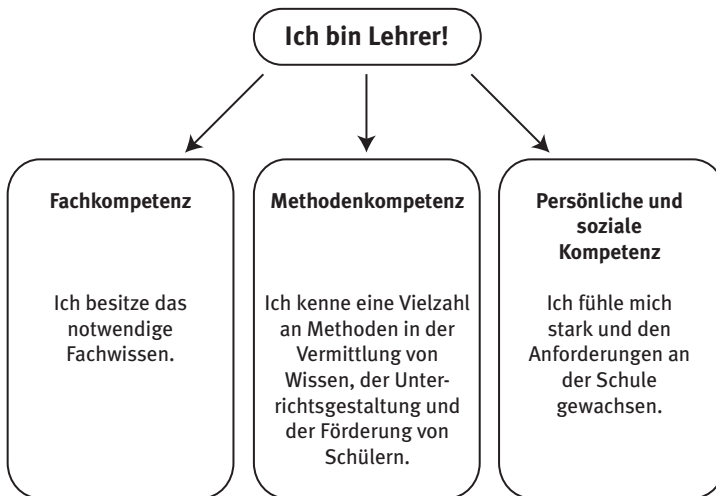 Ich bin Lehrer!
Fachkompetenz
Ich besitze das
notwendige
Fachwissen.
Methodenkompetenz
Ich kenne eine Vielzahl
an Methoden in der
Vermittlung von
Wissen, der Unter-
richtsgestaltung und
der Förderung von
Schülern.
Persönliche und
soziale
Kompetenz
Ich fühle mich
stark und den
Anforderungen an
der Schule
gewachsen.